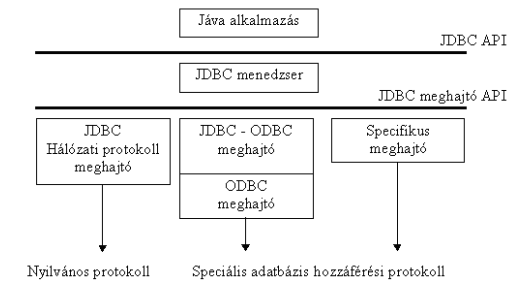 Jáva alkalmazás
JDBC API
JDBC menedzser
JDBC meghajtó API
JDBC
Hálózati protokoll
meghajtó
JDBC - ODBC
meghajtó
ODBC
meghajtó
Specifikus
meghajtó
Nyilvános protokoll
Speciális adatbázis hozzáférési protokoll